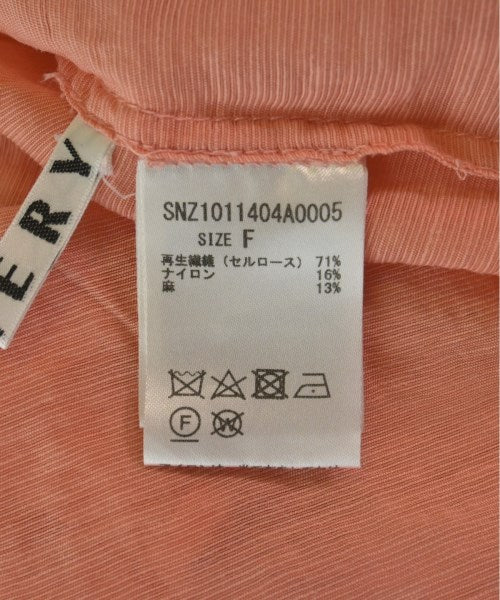 ERY
SNZ1011404A0005
SIZE F
再生繊維（セルロース） 71%
ナイロン 16%
麻 13%
F
W